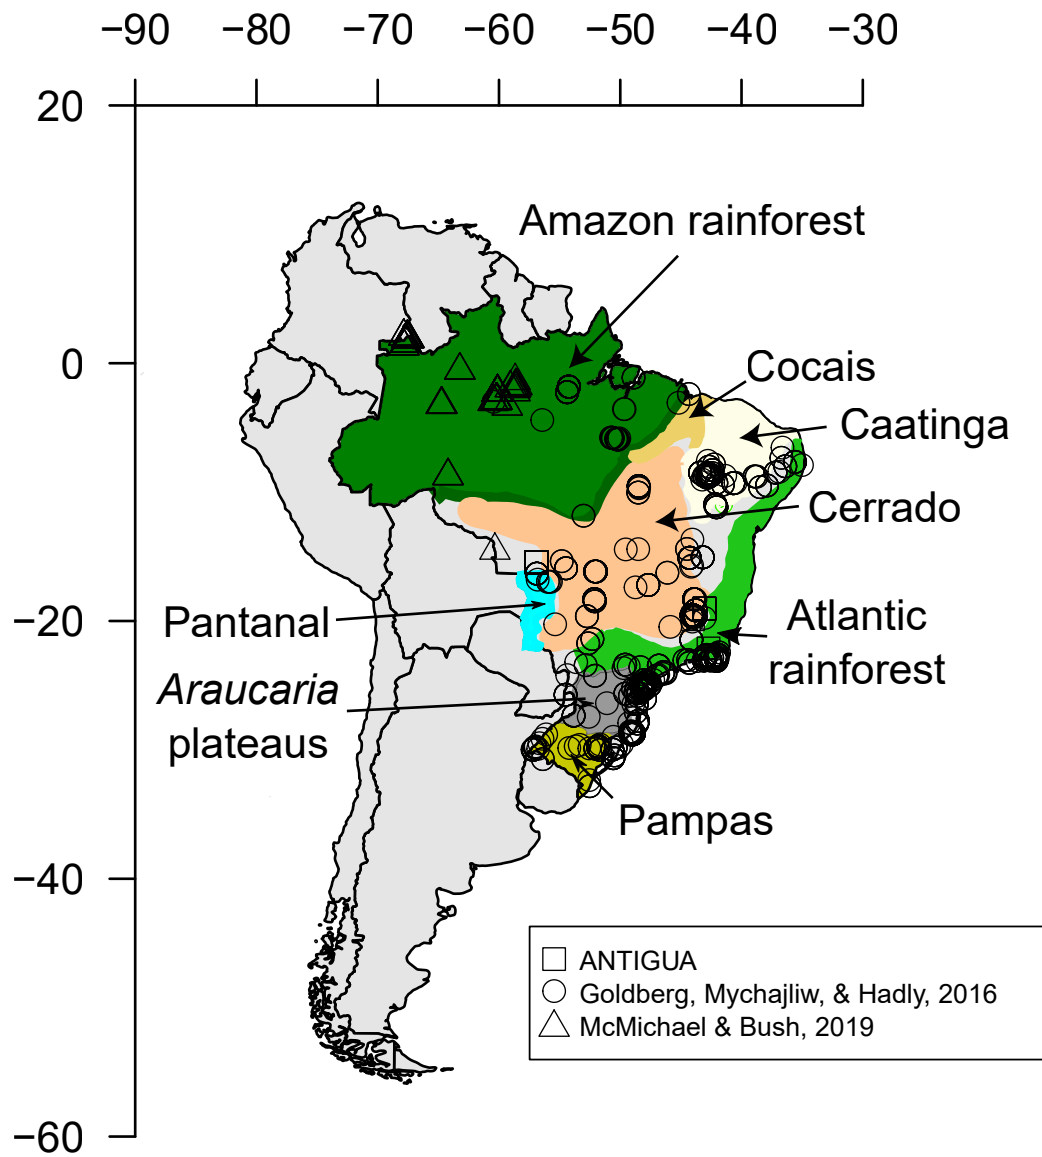 −90 −80 −70 −60 −50 −40 −30
20
Amazon rainforest
0
Cocais
Caatinga
Cerrado
Pantanal
−20
Atlantic
rainforest
Araucaria
plateaus
Pampas
−40
ANTIGUA
Goldberg, Mychajliw, & Hadly, 2016
McMichael & Bush, 2019
−60